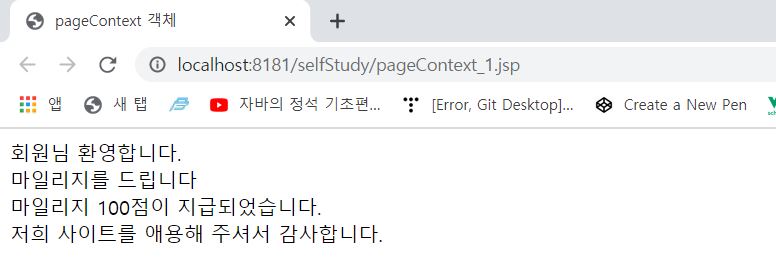 pageContext 객체
localhost:8181/selfStudy/pageContext_1.jsp
앱 새 탭 자바의 정석 기초편... [Error, Git Desktop]... Create a New Pen
회원님 환영합니다.
마일리지를 드립니다
마일리지 100점이 지급되었습니다.
저희 사이트를 애용해 주셔서 감사합니다.